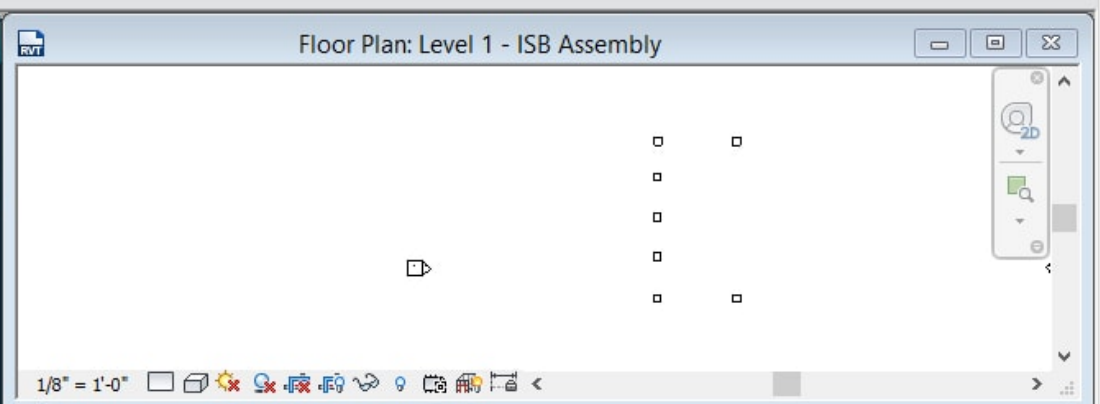 RVT
Floor Plan: Level 1 - ISB Assembly
2D
1/8" = 1'-0"